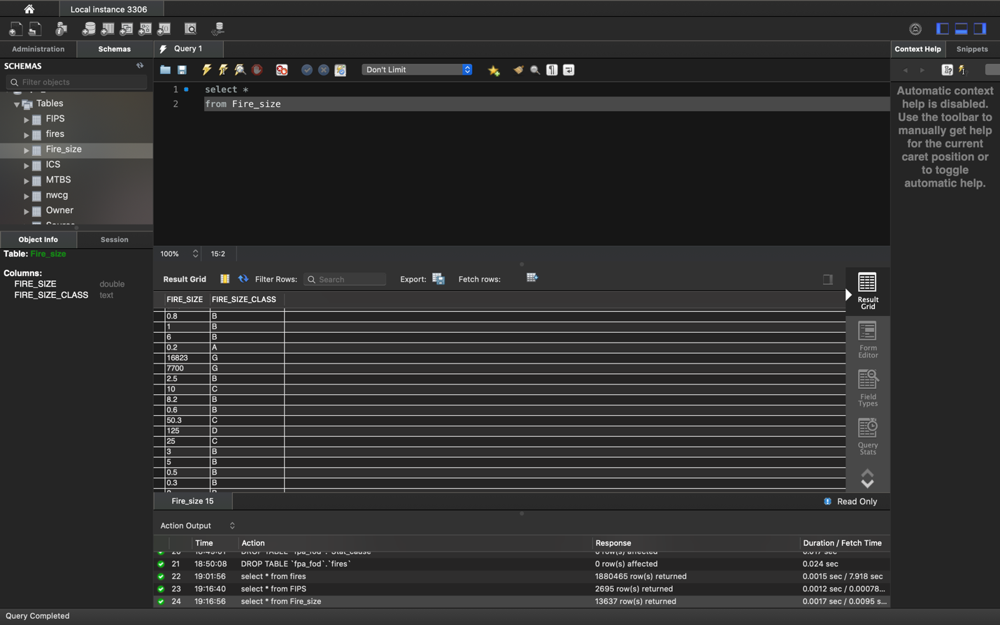 Local instance 3306
Administration
Schemas
Query 1
Context Help
Snippets
SCHEMAS
Filter objects
Tables
FIPS
fires
Fire_size
ICS
MTBS
nwcg
Owner
Object Info
Session
Table: Fire_size
Columns:
FIRE_SIZE double
FIRE_SIZE_CLASS text
Don't Limit
1 select *
2 from Fire_size
100%
15:2
Automatic context
help is disabled.
Use the toolbar to
manually get help
for the current
caret position or
to toggle
automatic help.
Result Grid
Filter Rows:
Search
Export:
Fetch rows:
FIRE_SIZE FIRE_SIZE_CLASS
0.8 B
1 B
6 B
0.2 A
16823 G
7700 G
2.5 B
10 C
8.2 B
0.6 B
50.3 C
125 D
25 C
3 B
5 B
0.5 B
0.3 B
Result
Grid
Form
Editor
Field
Types
Query
Stats
Fire_size 15
Read Only
Action Output
Time Action Response Duration / Fetch Time
21 18:50:08 DROP TABLE `fpa_fod`.`fires` 0 row(s) affected 0.024 sec
22 19:01:56 select * from fires 1880465 row(s) returned 0.0015 sec / 7.918 sec
23 19:16:40 select * from FIPS 2695 row(s) returned 0.0012 sec / 0.00078...
24 19:16:56 select * from Fire_size 13637 row(s) returned 0.0017 sec / 0.0095 s...
Query Completed